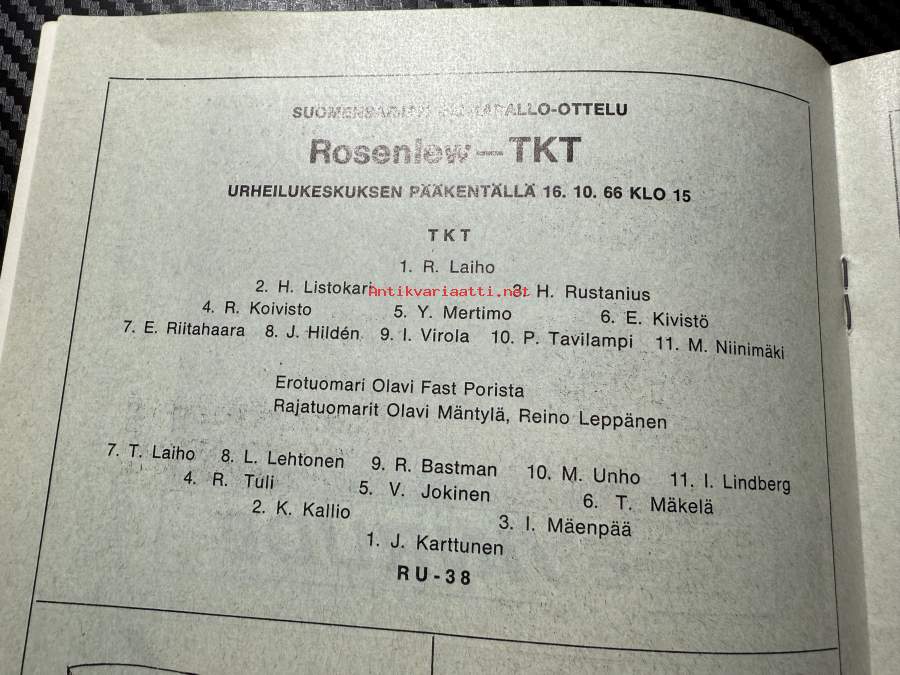 SUOMENSARJAN JALKAPALLO-OTTELU
Rosenlew—TKT
URHEILUKESKUKSEN PÄÄKENTÄLLÄ 16. 10. 66 KLO 15
TKT
1. R. Laiho
2. H. Listokari 3. H. Rustanius
Antikvariaatti.net
4. R. Koivisto 5. Y. Mertimo 6. E. Kivistö
7. E. Riitahaara 8. J. Hildén 9. I. Virola 10. P. Tavilampi 11. M. Niinimäki
Erotuomari Olavi Fast Porista
Rajatuomarit Olavi Mäntylä, Reino Leppänen
7. T. Laiho 8. L. Lehtonen 9. R. Bastman 10. M. Unho 11. I. Lindberg
4. R. Tuli 5. V. Jokinen 6. T. Mäkelä
2. K. Kallio 3. I. Mäenpää
1. J. Karttunen
RU-38